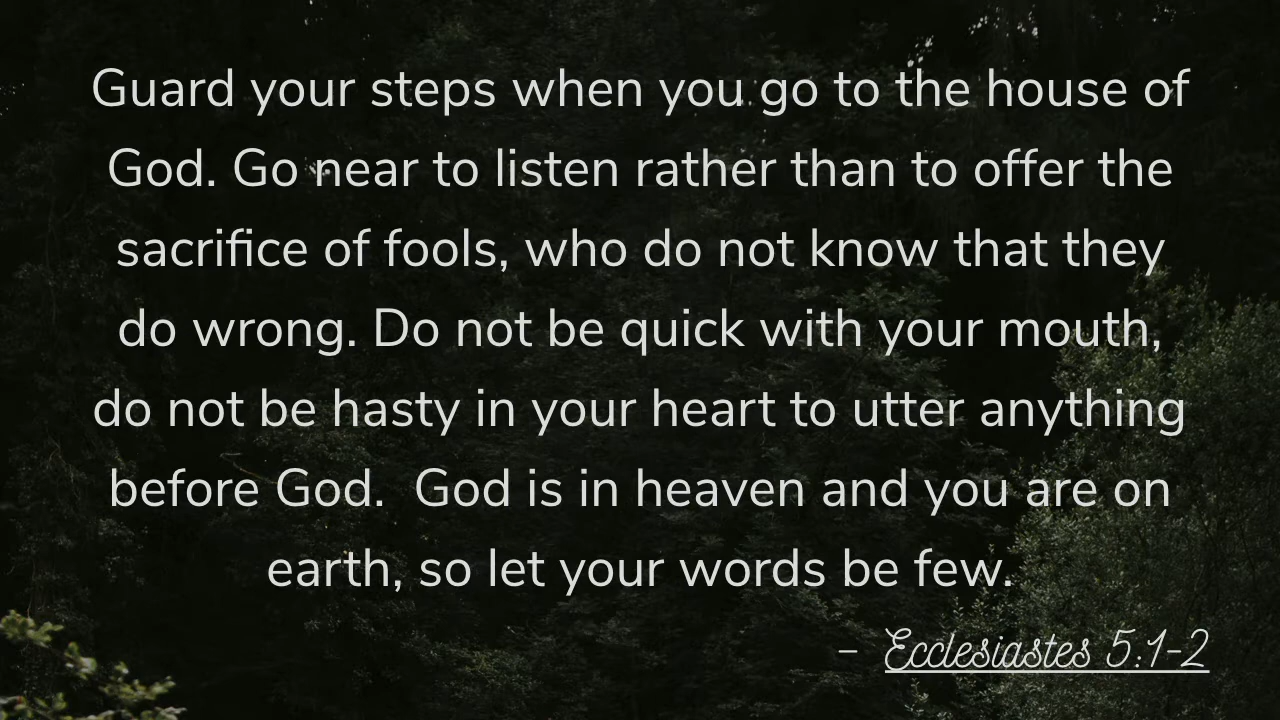 Guard your steps when you go to the house of
God. Go near to listen rather than to offer the
sacrifice of fools, who do not know that they
do wrong. Do not be quick with your mouth,
do not be hasty in your heart to utter anything
before God.  God is in heaven and you are on
earth, so let your words be few.
– Ecclesiastes 5:1-2